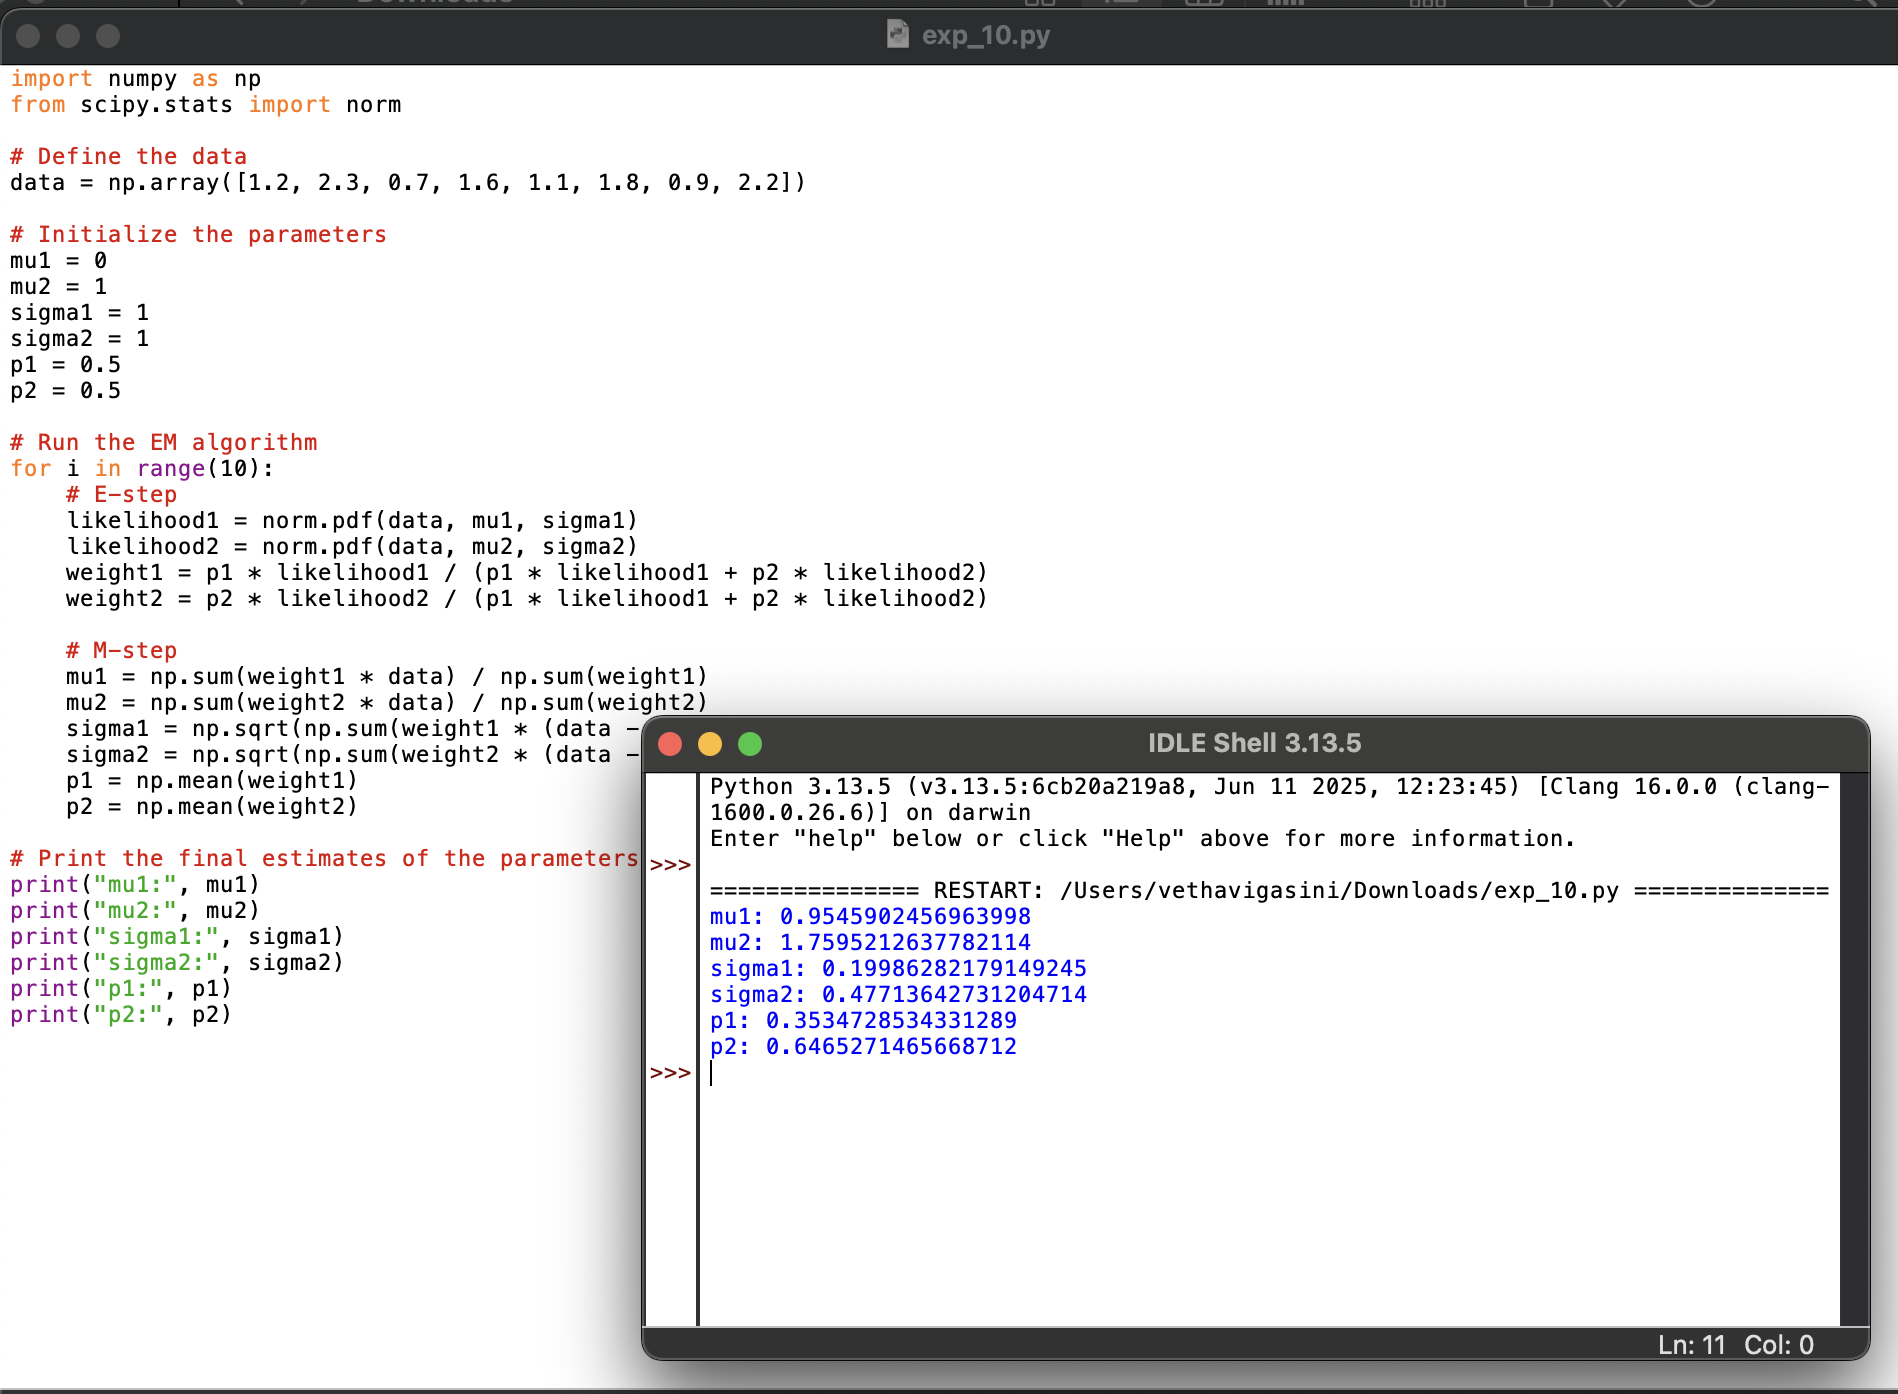 Downloads
exp_10.py
import numpy as np
from scipy.stats import norm
# Define the data
data = np.array([1.2, 2.3, 0.7, 1.6, 1.1, 1.8, 0.9, 2.2])
# Initialize the parameters
mu1 = 0
mu2 = 1
sigma1 = 1
sigma2 = 1
p1 = 0.5
p2 = 0.5
# Run the EM algorithm
for i in range(10):
    # E-step
    likelihood1 = norm.pdf(data, mu1, sigma1)
    likelihood2 = norm.pdf(data, mu2, sigma2)
    weight1 = p1 * likelihood1 / (p1 * likelihood1 + p2 * likelihood2)
    weight2 = p2 * likelihood2 / (p1 * likelihood1 + p2 * likelihood2)
    # M-step
    mu1 = np.sum(weight1 * data) / np.sum(weight1)
    mu2 = np.sum(weight2 * data) / np.sum(weight2)
    sigma1 = np.sqrt(np.sum(weight1 * (data -
    sigma2 = np.sqrt(np.sum(weight2 * (data -
    p1 = np.mean(weight1)
    p2 = np.mean(weight2)
# Print the final estimates of the parameters
print("mu1:", mu1)
print("mu2:", mu2)
print("sigma1:", sigma1)
print("sigma2:", sigma2)
print("p1:", p1)
print("p2:", p2)
IDLE Shell 3.13.5
Python 3.13.5 (v3.13.5:6cb20a219a8, Jun 11 2025, 12:23:45) [Clang 16.0.0 (clang-
1600.0.26.6)] on darwin
Enter "help" below or click "Help" above for more information.
>>>
=============== RESTART: /Users/vethavigasini/Downloads/exp_10.py ==============
mu1: 0.9545902456963998
mu2: 1.7595212637782114
sigma1: 0.19986282179149245
sigma2: 0.47713642731204714
p1: 0.3534728534331289
p2: 0.6465271465668712
>>>
Ln: 11 Col: 0